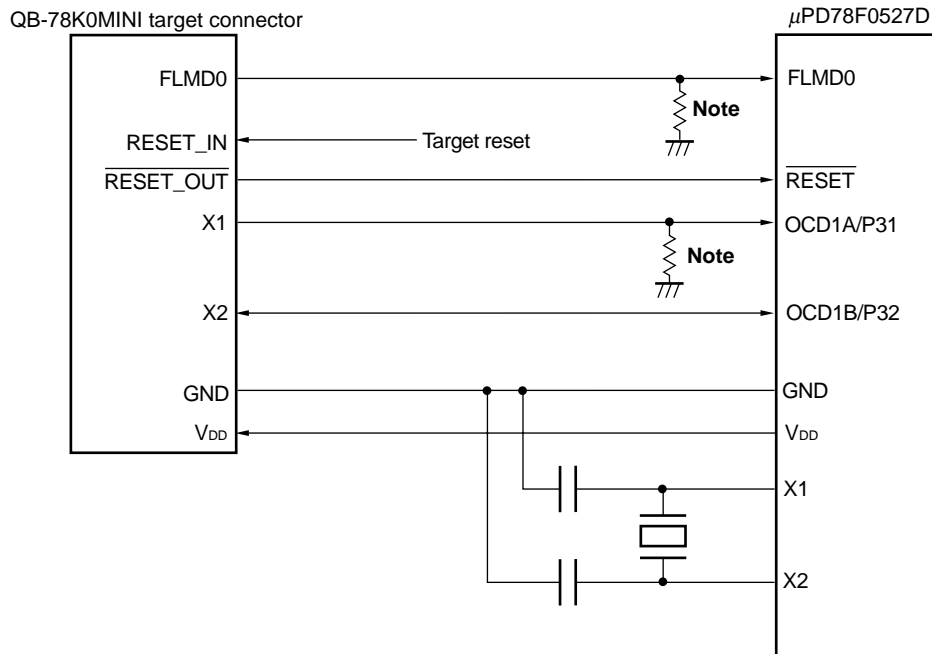 QB-78K0MINI target connector
μPD78F0527D
FLMD0
FLMD0
Note
RESET_IN
Target reset
RESET_OUT
RESET
X1
OCD1A/P31
Note
X2
OCD1B/P32
GND
GND
VDD
VDD
X1
X2